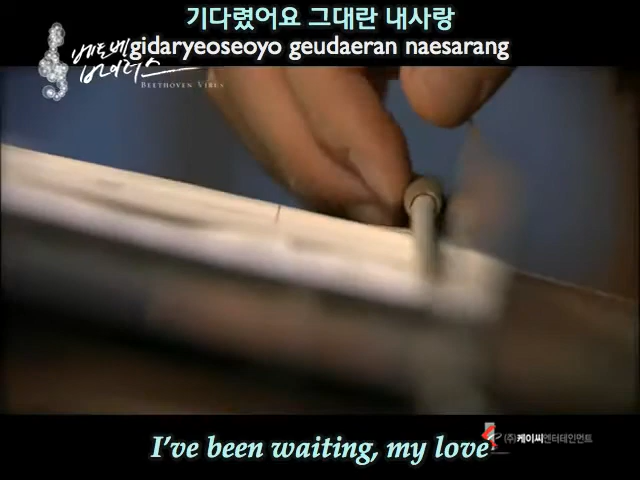 기다렸어요 그대란 내사랑
gidaryeoseoyo geudaeran naesarang
베토벤
바이러스
BEETHOVEN VIRUS
I've been waiting, my love
(주)케이씨엔터테인먼트